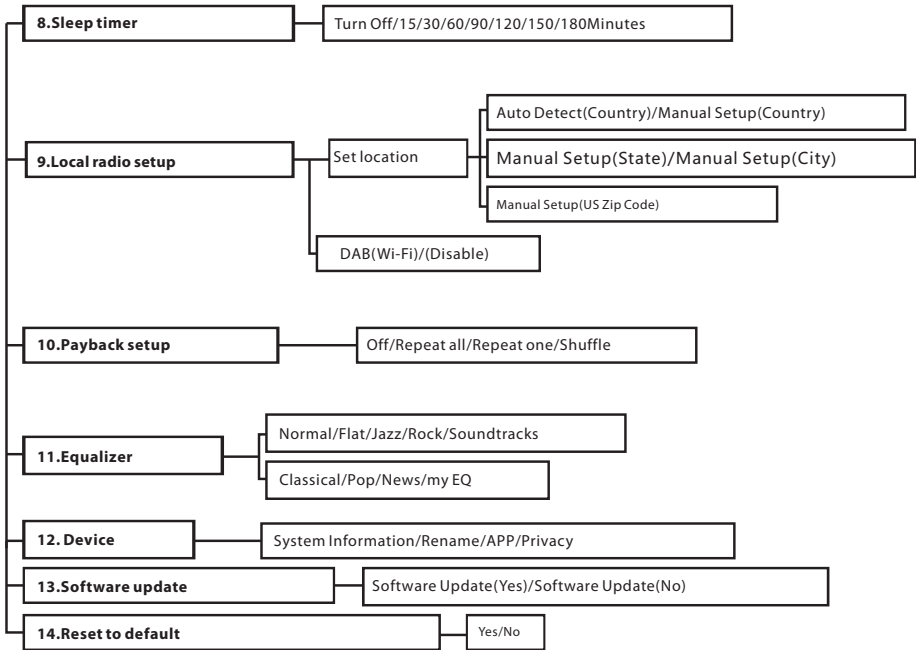 8.Sleep timer
Turn Off/15/30/60/90/120/150/180Minutes
9.Local radio setup
Set location
Auto Detect(Country)/Manual Setup(Country)
Manual Setup(State)/Manual Setup(City)
Manual Setup(US Zip Code)
DAB(Wi-Fi)/(Disable)
10.Payback setup
Off/Repeat all/Repeat one/Shuffle
11.Equalizer
Normal/Flat/Jazz/Rock/Soundtracks
Classical/Pop/News/my EQ
12. Device
System Information/Rename/APP/Privacy
13.Software update
Software Update(Yes)/Software Update(No)
14.Reset to default
Yes/No